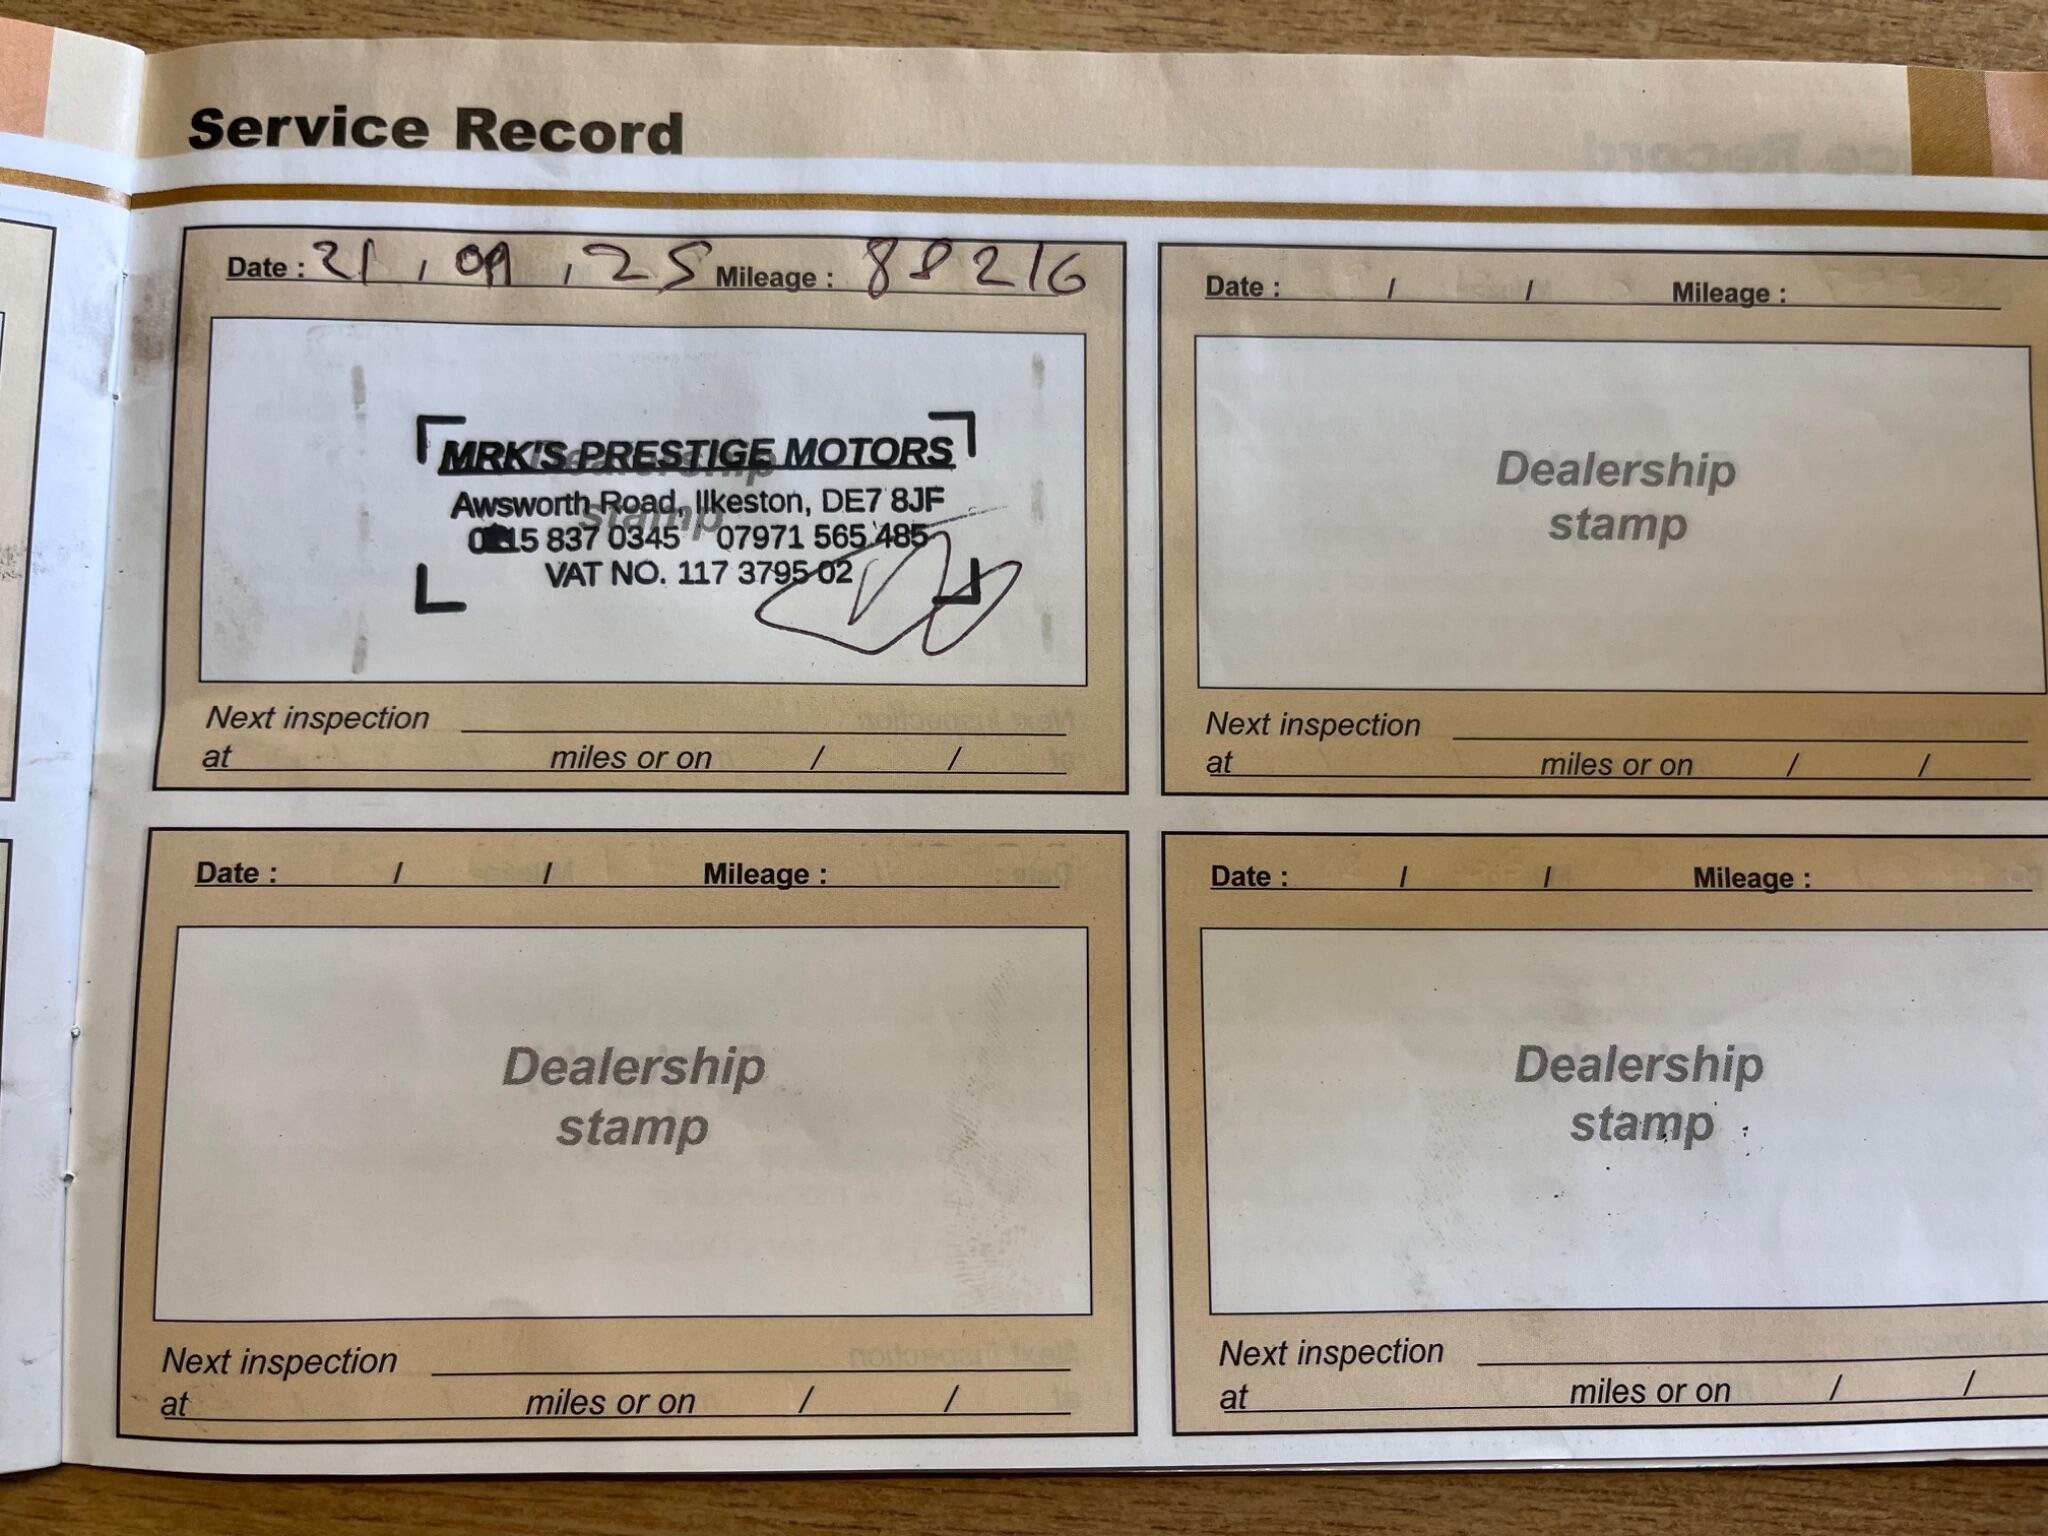 Service Record
Date : 21 / 09 / 25 Mileage : 88216
MRK'S PRESTIGE MOTORS
Dealership
stamp
Awsworth Road, Ilkeston, DE7 8JF
0115 837 0345 07971 565 485
VAT NO. 117 3795 02
Next inspection
at miles or on / /
Date : / / Mileage :
Dealership
stamp
Next inspection
at miles or on / /
Date : / / Mileage :
Dealership
stamp
Next inspection
at miles or on / /
Date : / / Mileage :
Dealership
stamp
Next inspection
at miles or on / /